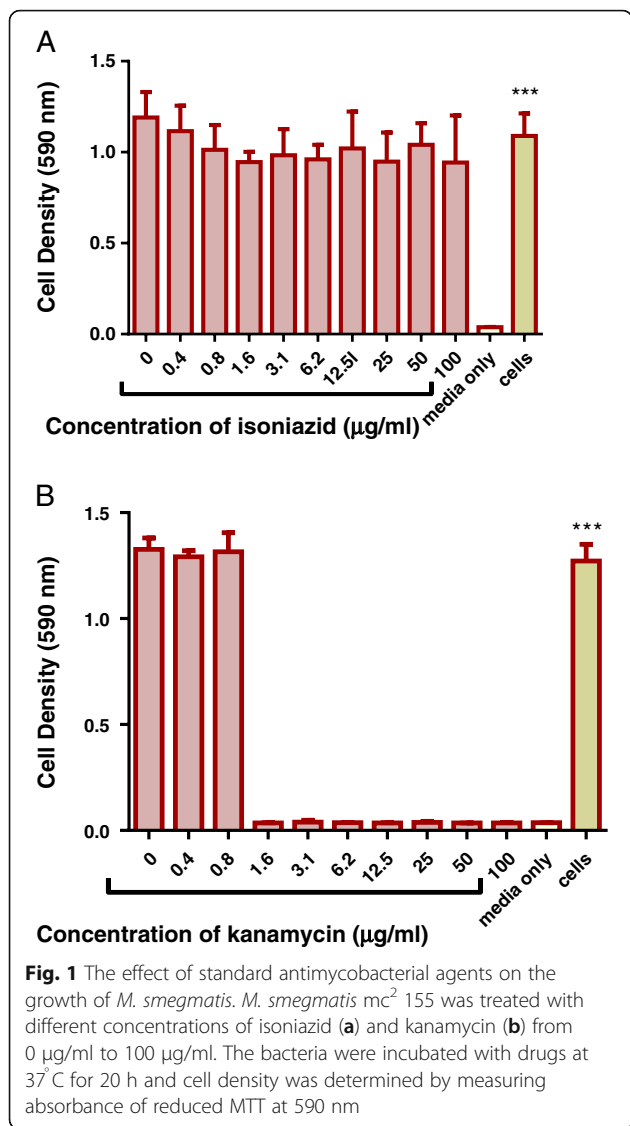 A
1.5
1.0
0.5
0.0
Cell Density (590 nm)
***
0 0.4 0.8 1.6 3.1 6.2 12.5l 25 50 100 media only cells
Concentration of isoniazid (µg/ml)
B
1.5
1.0
0.5
0.0
Cell Density (590 nm)
***
0 0.4 0.8 1.6 3.1 6.2 12.5 25 50 100 media only cells
Concentration of kanamycin (µg/ml)
Fig. 1 The effect of standard antimycobacterial agents on the
growth of M. smegmatis. M. smegmatis mc² 155 was treated with
different concentrations of isoniazid (a) and kanamycin (b) from
0 µg/ml to 100 µg/ml. The bacteria were incubated with drugs at
37°C for 20 h and cell density was determined by measuring
absorbance of reduced MTT at 590 nm